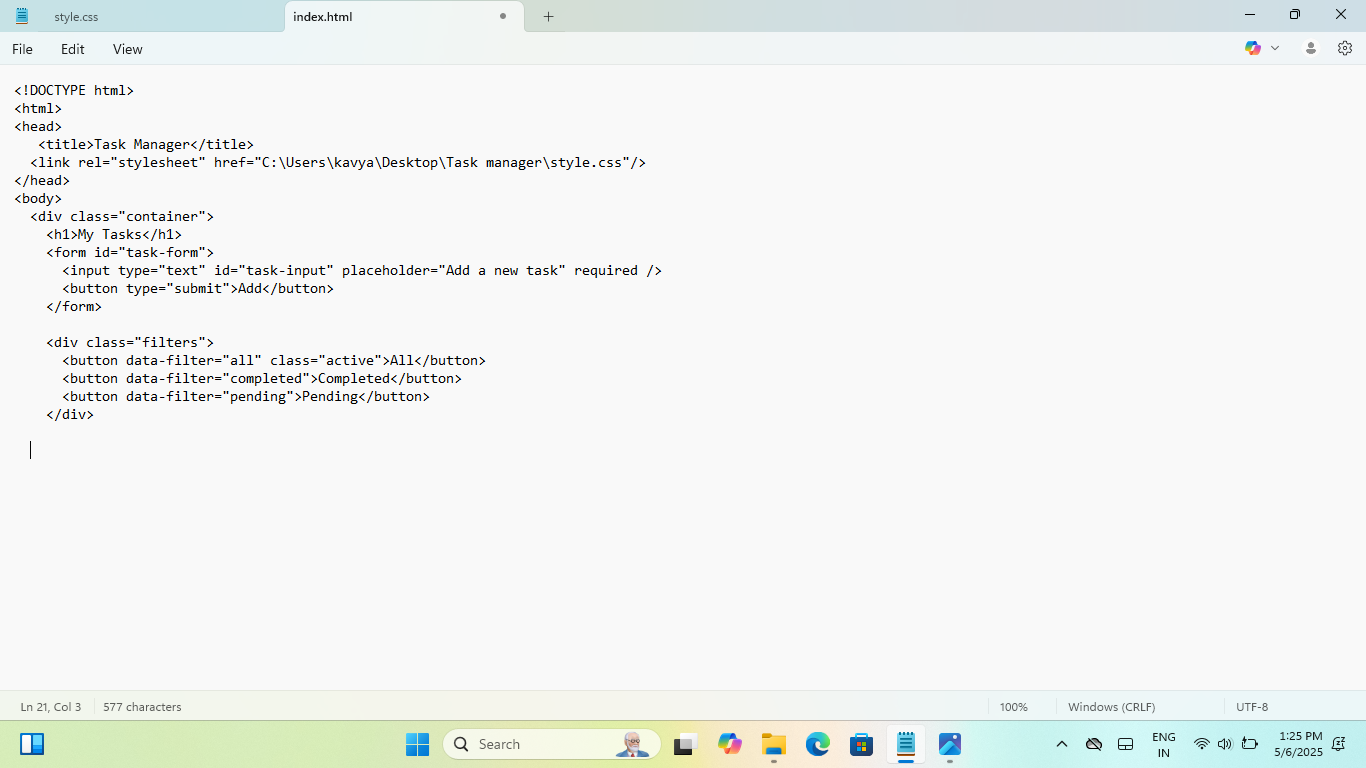 style.css
index.html
File Edit View
<!DOCTYPE html>
<html>
<head>
   <title>Task Manager</title>
  <link rel="stylesheet" href="C:\Users\kavya\Desktop\Task manager\style.css"/>
</head>
<body>
  <div class="container">
    <h1>My Tasks</h1>
    <form id="task-form">
      <input type="text" id="task-input" placeholder="Add a new task" required />
      <button type="submit">Add</button>
    </form>

    <div class="filters">
      <button data-filter="all" class="active">All</button>
      <button data-filter="completed">Completed</button>
      <button data-filter="pending">Pending</button>
    </div>

Ln 21, Col 3 577 characters 100% Windows (CRLF) UTF-8
Search
ENG
IN
1:25 PM
5/6/2025